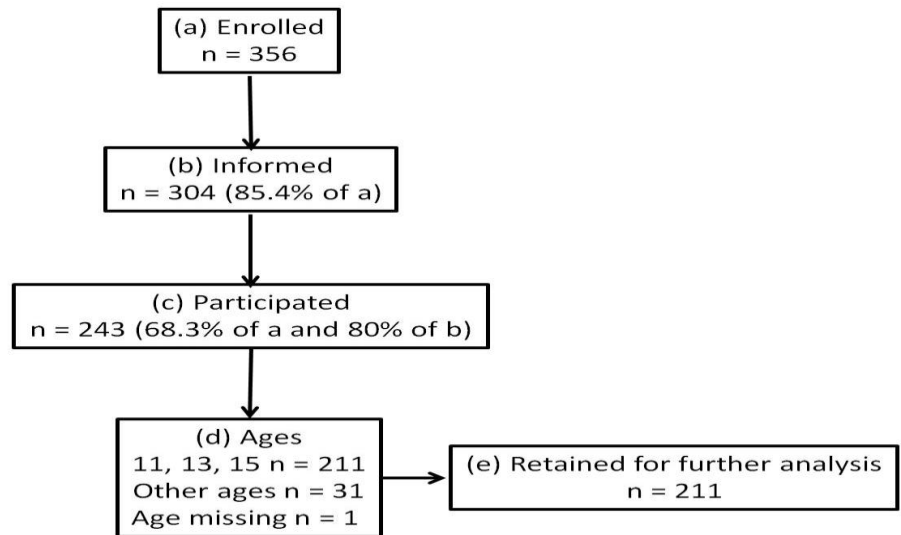 (a) Enrolled
n = 356
(b) Informed
n = 304 (85.4% of a)
(c) Participated
n = 243 (68.3% of a and 80% of b)
(d) Ages
11, 13, 15 n = 211
Other ages n = 31
Age missing n = 1
(e) Retained for further analysis
n = 211